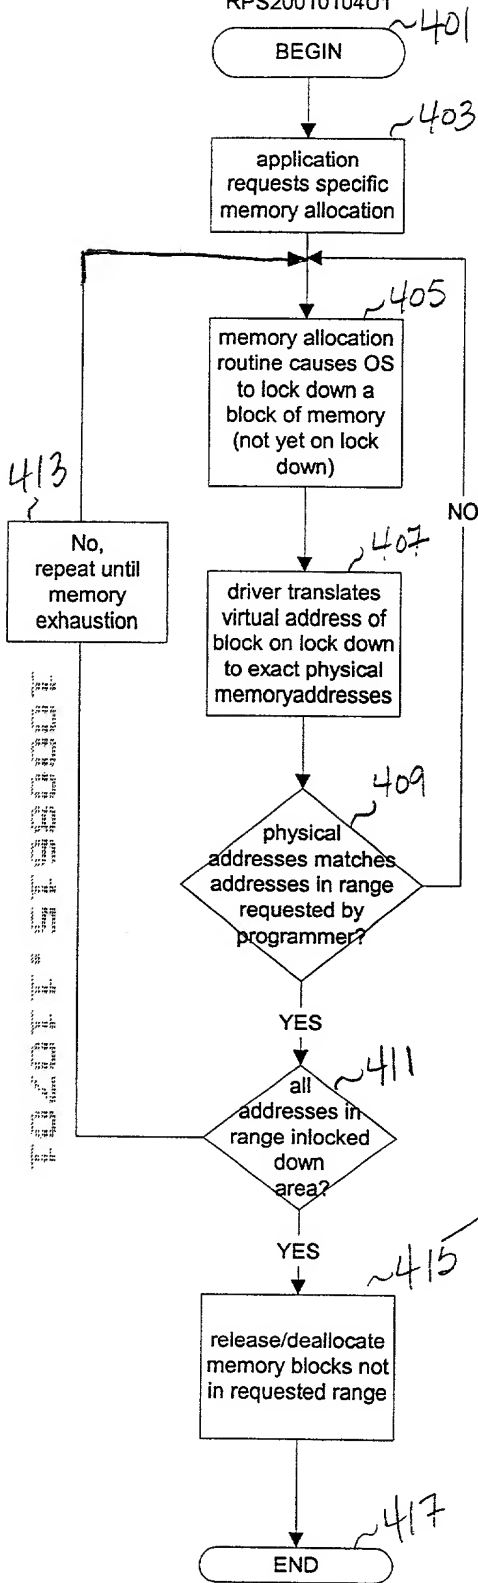 RPS20010104U1
401
BEGIN
403
application
requests specific
memory allocation
405
memory allocation
routine causes OS
to lock down a
block of memory
(not yet on lock
down)
413
No,
repeat until
memory
exhaustion
NO
407
driver translates
virtual address of
block on lock down
to exact physical
memoryaddresses
409
physical
addresses matches
addresses in range
requested by
programmer?
YES
411
all
addresses in
range inlocked
down
area?
YES
415
release/deallocate
memory blocks not
in requested range
417
END
10008615.110701